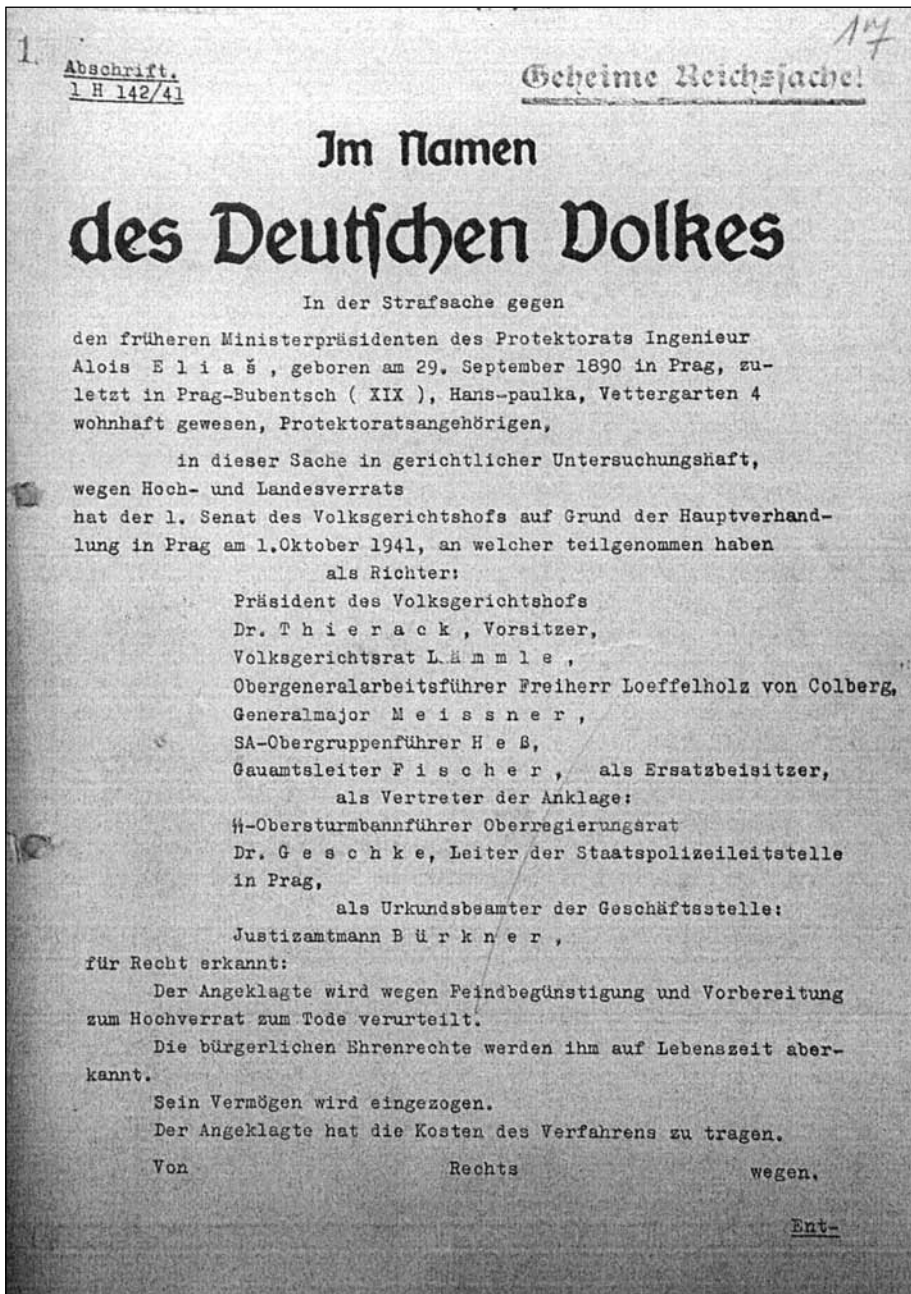 1.
17
Abschrift.
1 H 142/41
Geheime Reichssache!
Im Namen
des Deutschen Volkes
In der Strafsache gegen
den früheren Ministerpräsidenten des Protektorats Ingenieur
Alois E l i a š , geboren am 29. September 1890 in Prag, zu-
letzt in Prag-Bubentsch ( XIX ), Hans-paulka, Vettergarten 4
wohnhaft gewesen, Protektoratsangehörigen,
in dieser Sache in gerichtlicher Untersuchungshaft,
wegen Hoch- und Landesverrats
hat der 1. Senat des Volksgerichtshofs auf Grund der Hauptverhand-
lung in Prag am 1.Oktober 1941, an welcher teilgenommen haben
als Richter:
Präsident des Volksgerichtshofs
Dr. T h i e r a c k , Vorsitzer,
Volksgerichtsrat L ä m m l e ,
Obergeneralarbeitsführer Freiherr Loeffelholz von Colberg,
Generalmajor M e i s s n e r ,
SA-Obergruppenführer H e ß,
Gauamtsleiter F i s c h e r , als Ersatzbeisitzer,
als Vertreter der Anklage:
ᛋᛋ-Obersturmbannführer Oberregierungsrat
Dr. G e s c h k e, Leiter der Staatspolizeileitstelle
in Prag,
als Urkundsbeamter der Geschäftsstelle:
Justizamtmann B ü r k n e r ,
für Recht erkannt:
Der Angeklagte wird wegen Feindbegünstigung und Vorbereitung
zum Hochverrat zum Tode verurteilt.
Die bürgerlichen Ehrenrechte werden ihm auf Lebenszeit aber-
kannt.
Sein Vermögen wird eingezogen.
Der Angeklagte hat die Kosten des Verfahrens zu tragen.
Von Rechts wegen.
Ent-